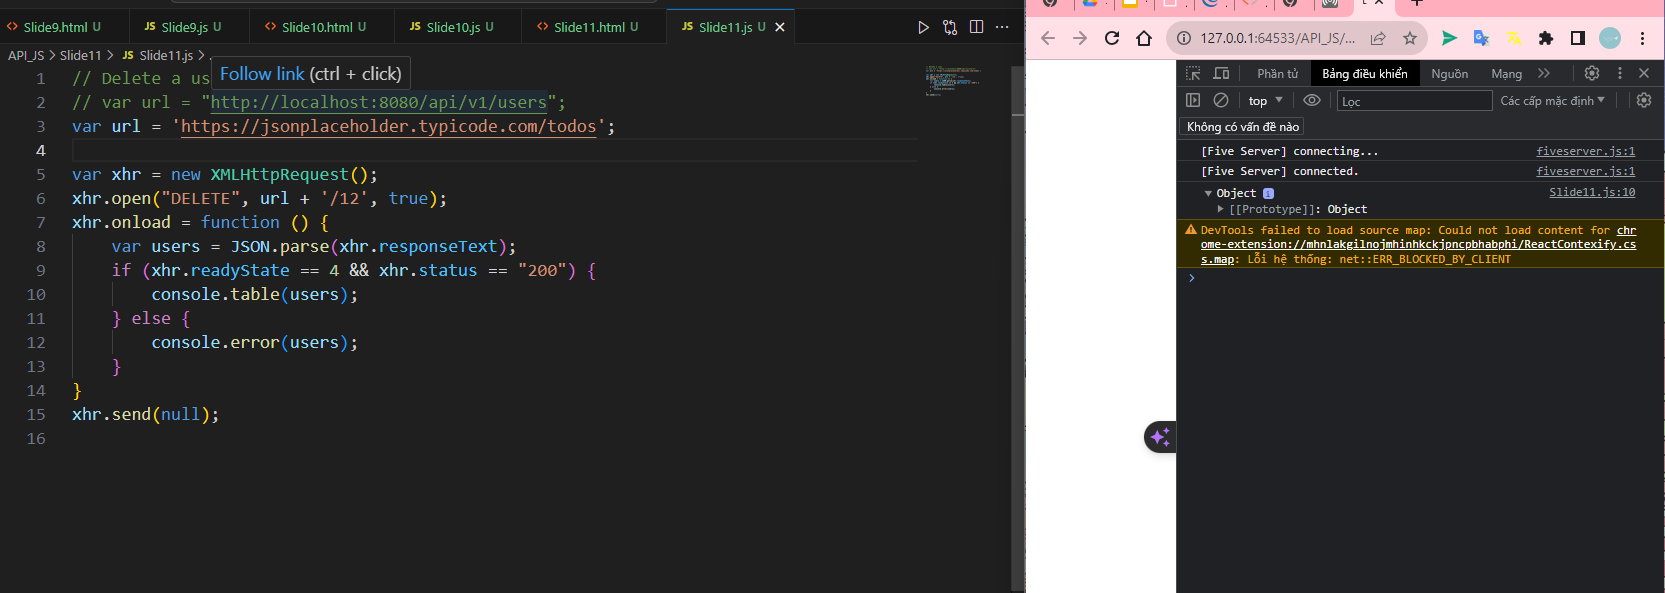 Slide9.html U
JS Slide9.js U
Slide10.html U
JS Slide10.js U
Slide11.html U
JS Slide11.js U
API_JS > Slide11 > JS Slide11.js > ...
Follow link (ctrl + click)
1 // Delete a us
2 // var url = "http://localhost:8080/api/v1/users";
3 var url = 'https://jsonplaceholder.typicode.com/todos';
4
5 var xhr = new XMLHttpRequest();
6 xhr.open("DELETE", url + '/12', true);
7 xhr.onload = function () {
8 var users = JSON.parse(xhr.responseText);
9 if (xhr.readyState == 4 && xhr.status == "200") {
10 console.table(users);
11 } else {
12 console.error(users);
13 }
14 }
15 xhr.send(null);
16
127.0.0.1:64533/API_JS/...
Phần tử
Bảng điều khiển
Nguồn
Mạng
top
Lọc
Các cấp mặc định
Không có vấn đề nào
[Five Server] connecting... fiveserver.js:1
[Five Server] connected. fiveserver.js:1
Object i Slide11.js:10
[[Prototype]]: Object
DevTools failed to load source map: Could not load content for chr
ome-extension://mhnlakgilnojmhinhkckjpncpbhabphi/ReactContexify.cs
s.map: Lỗi hệ thống: net::ERR_BLOCKED_BY_CLIENT